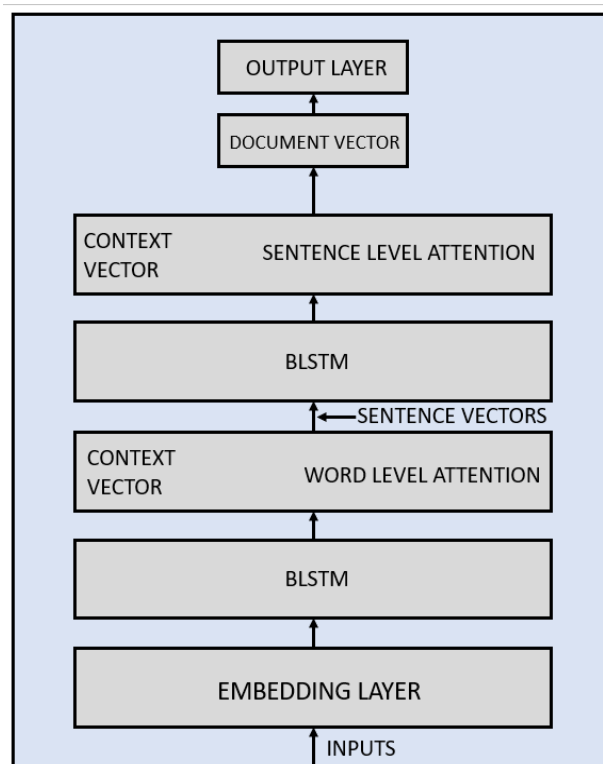 OUTPUT LAYER
DOCUMENT VECTOR
CONTEXT
VECTOR
SENTENCE LEVEL ATTENTION
BLSTM
SENTENCE VECTORS
CONTEXT
VECTOR
WORD LEVEL ATTENTION
BLSTM
EMBEDDING LAYER
INPUTS